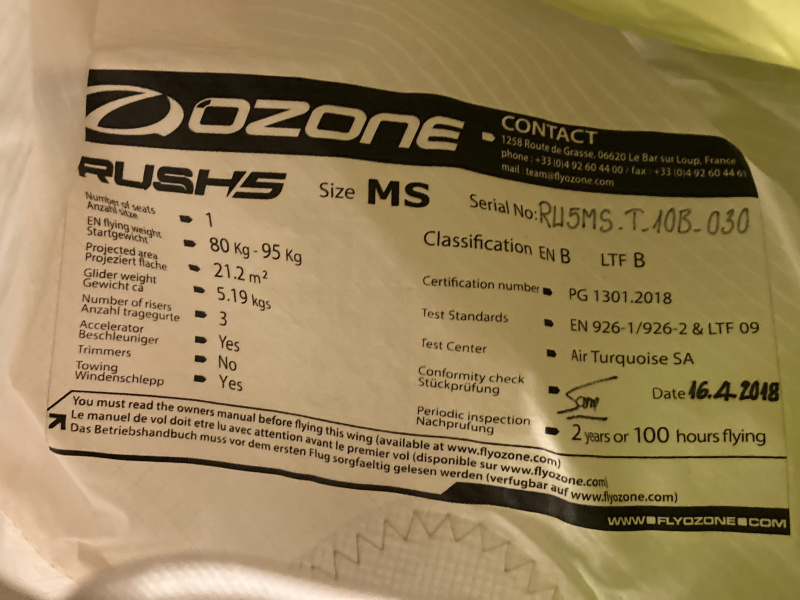 OZONE
CONTACT
1258 Route de Grasse, 06620 Le Bar sur Loup, France
phone : +33 (0)4 92 60 44 00 / fax : +33 (0)4 92 60 44 61
mail : team@flyozone.com
RUSH5
Size MS
Serial No: RU5MS_T_10B_030
Number of seats
Anzahl sitze
1
EN flying weight
Startgewicht
80 Kg - 95 Kg
Projected area
Projeziert flache
21.2 m²
Glider weight
Gewicht ca
5.19 kgs
Number of risers
Anzahl tragegurte
3
Accelerator
Beschleuniger
Yes
Trimmers
No
Towing
Windenschlepp
Yes
Classification EN B LTF B
Certification number PG 1301.2018
Test Standards EN 926-1/926-2 & LTF 09
Test Center Air Turquoise SA
Conformity check
Stückprüfung
Date 16.4.2018
Periodic inspection
Nachprufung
2 years or 100 hours flying
You must read the owners manual before flying this wing (available at www.flyozone.com)
Le manuel de vol doit etre lu avec attention avant le premier vol (disponible sur www.flyozone.com)
Das Betriebshandbuch muss vor dem ersten Flug sorgfaeltig gelesen werden (verfugbar auf www.flyozone.com)
WWW.FLYOZONE.COM